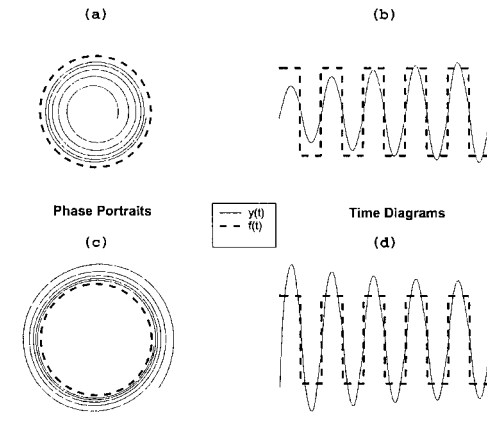 (a)
(b)
Phase Portraits
y(t)
f(t)
Time Diagrams
(c)
(d)